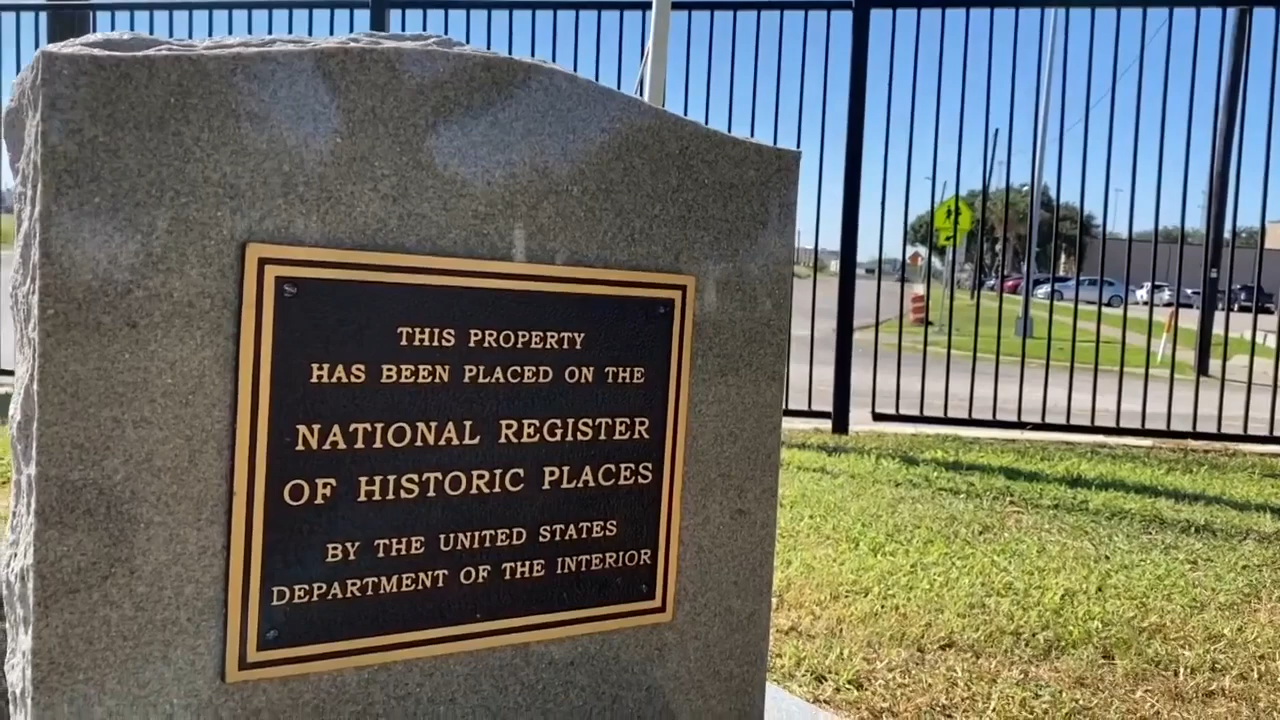 THIS PROPERTY
HAS BEEN PLACED ON THE
NATIONAL REGISTER
OF HISTORIC PLACES
BY THE UNITED STATES
DEPARTMENT OF THE INTERIOR